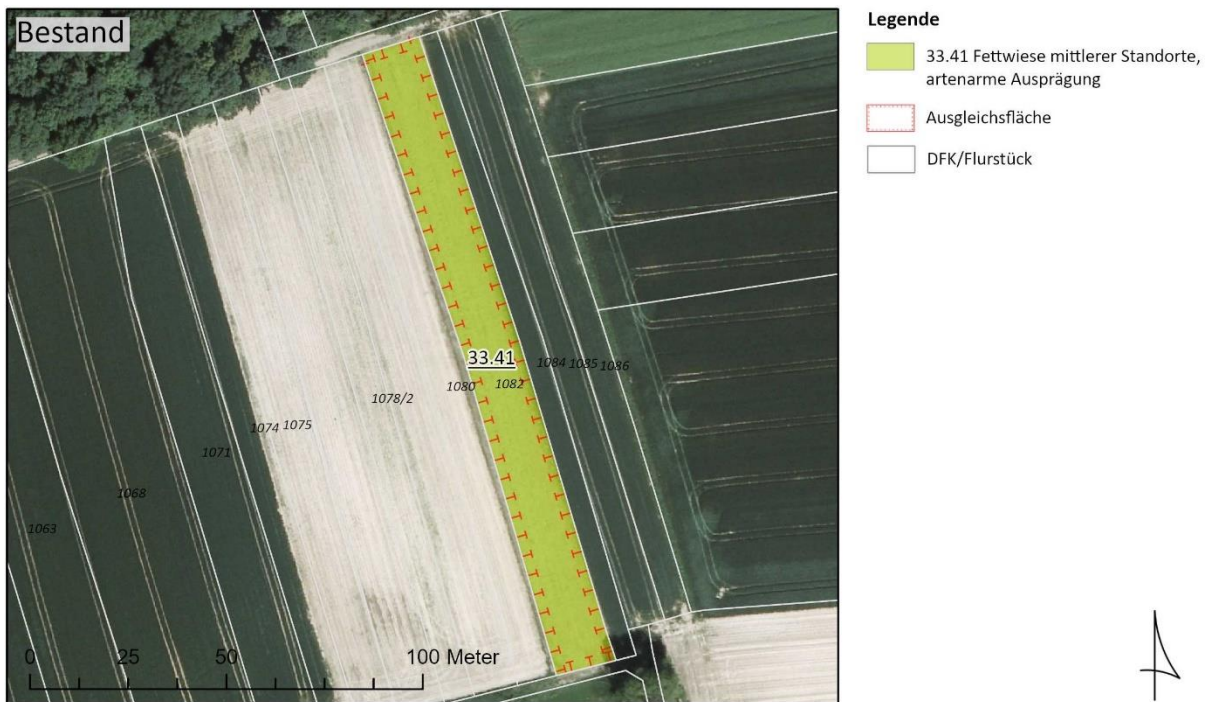 Bestand
33.41
1063
1068
1071
1074
1075
1078/2
1080
1082
1084
1085
1086
0 25 50 100 Meter
Legende
33.41 Fettwiese mittlerer Standorte,
artenarme Ausprägung
Ausgleichsfläche
DFK/Flurstück